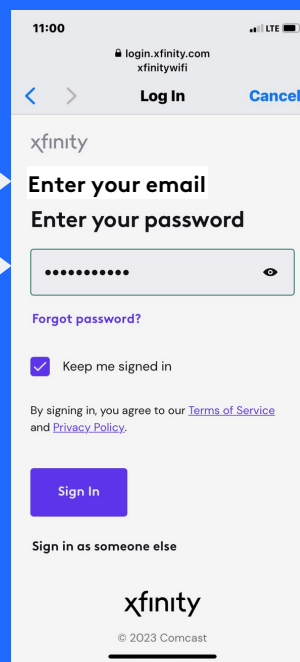 11:00
LTE
login.xfinity.com
xfinitywifi
Log In
Cancel
xfinity
Enter your email
Enter your password
•••••••••••
Forgot password?
Keep me signed in
By signing in, you agree to our Terms of Service
and Privacy Policy.
Sign In
Sign in as someone else
xfinity
© 2023 Comcast